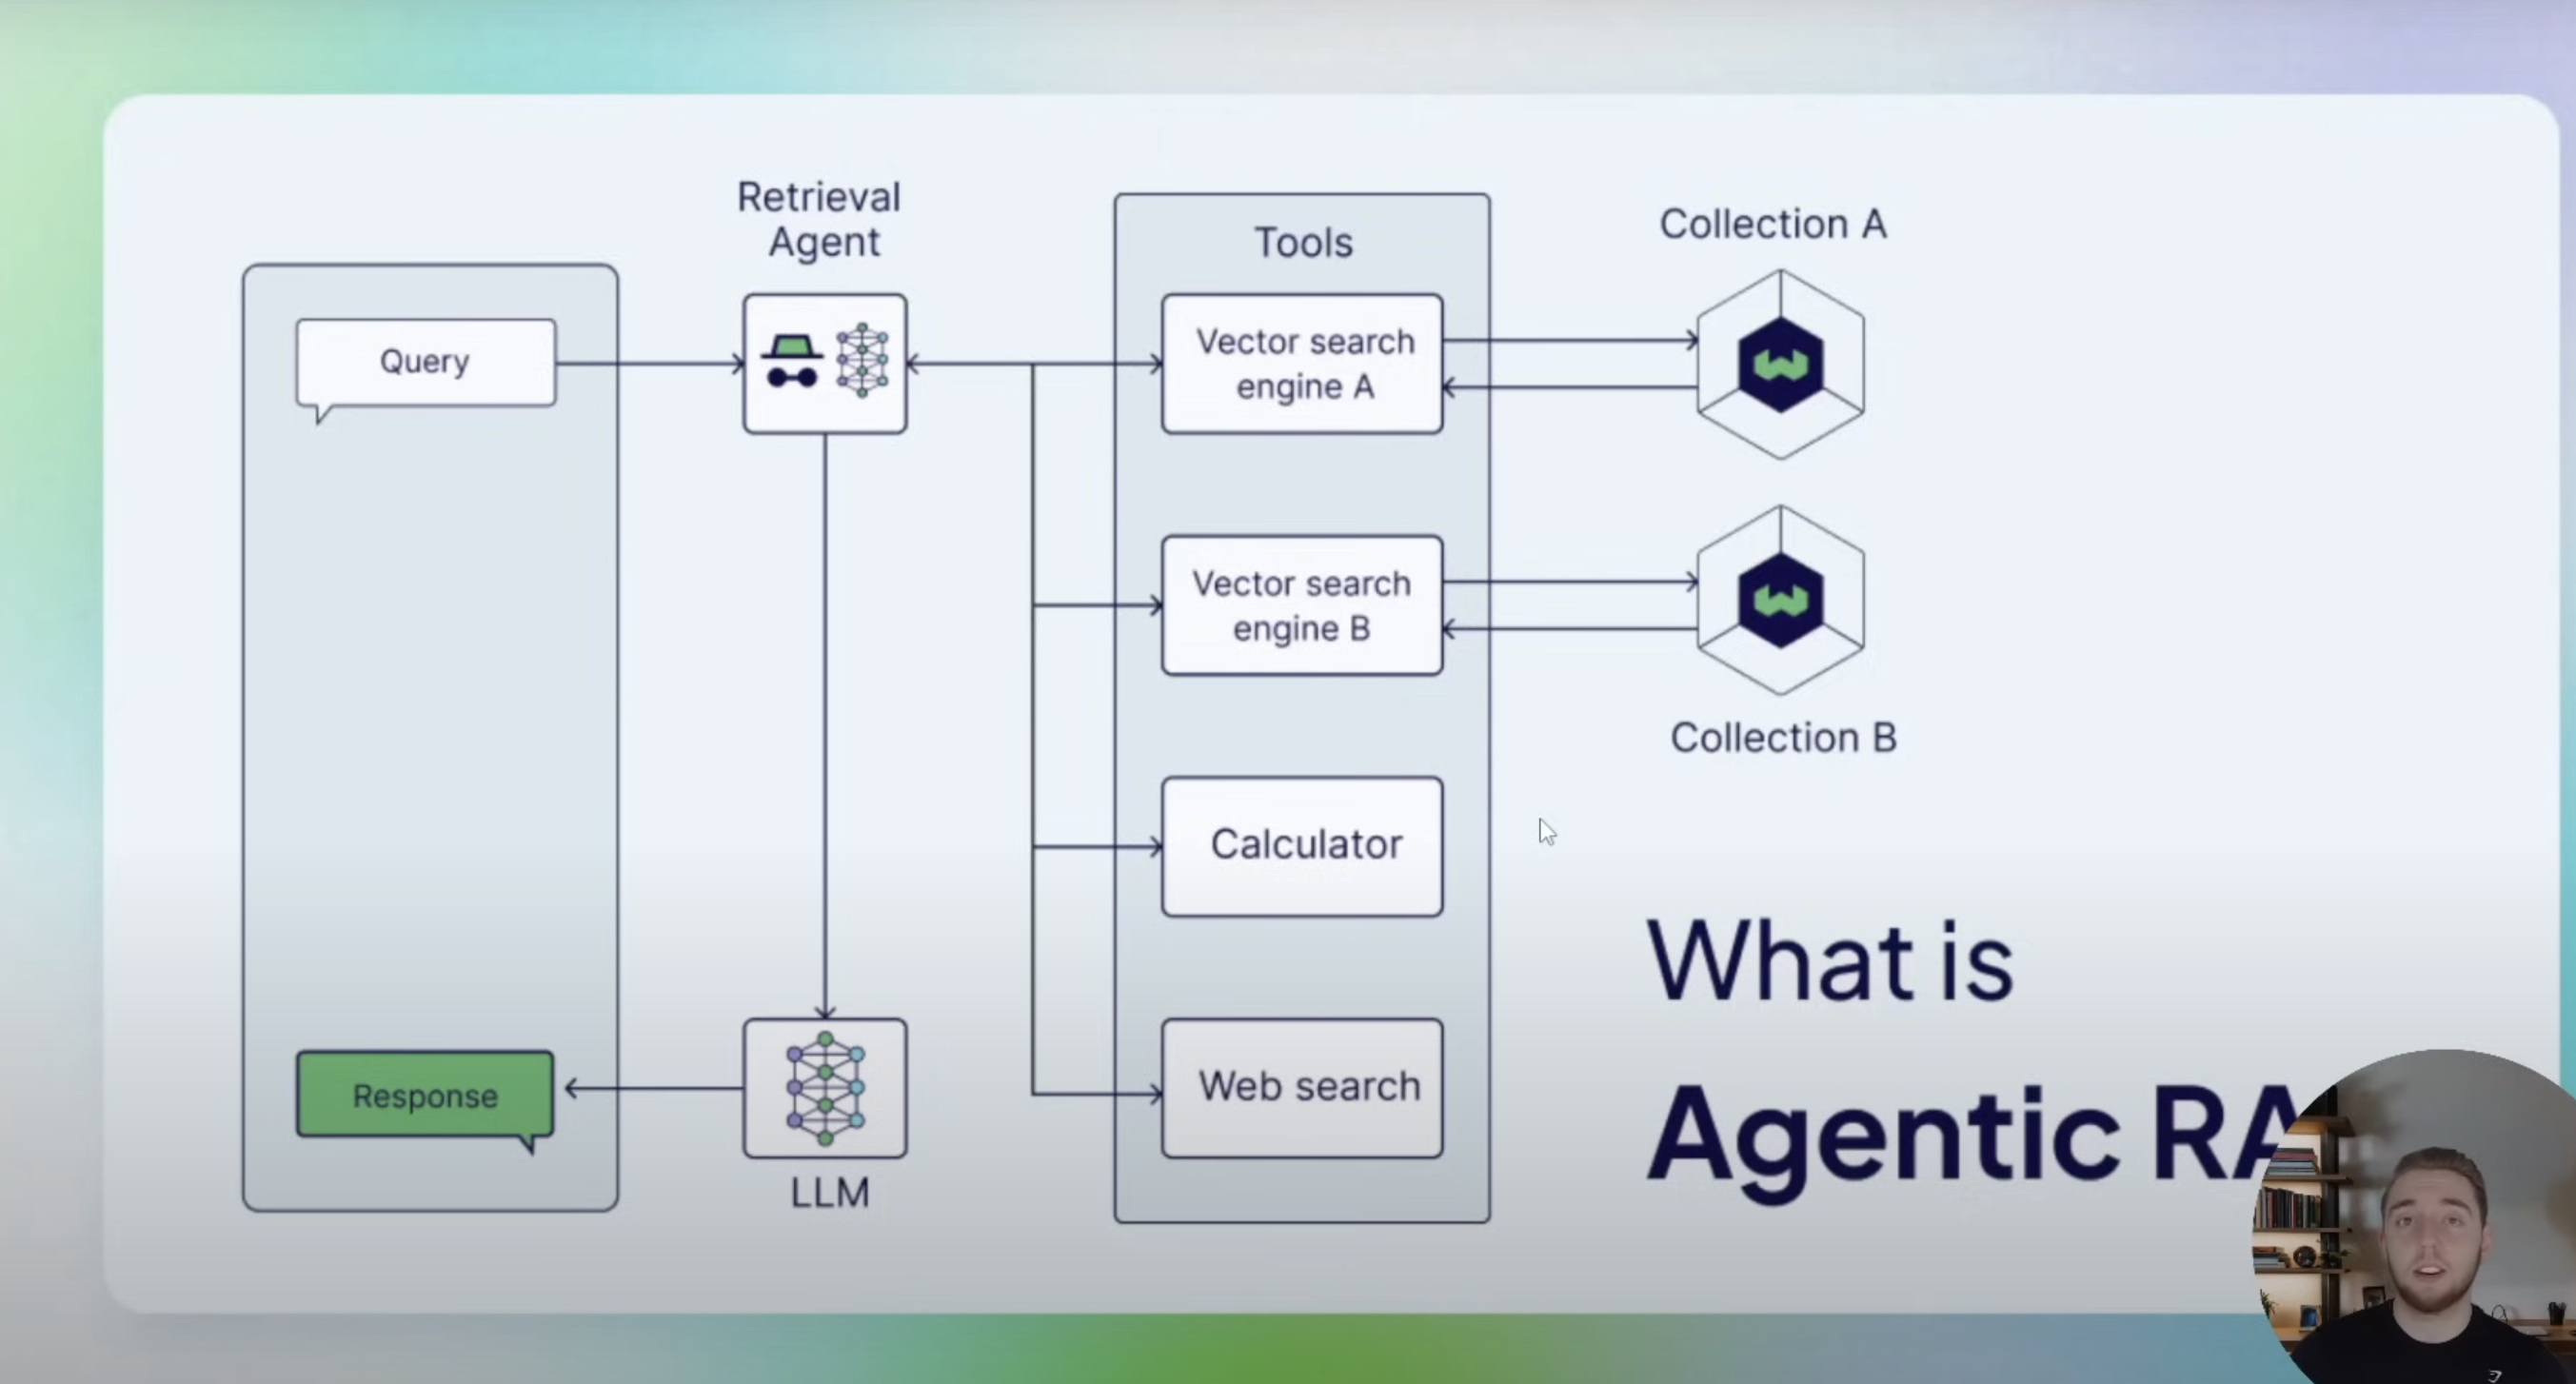 Retrieval
Agent
Query
Tools
Vector search
engine A
Collection A
Vector search
engine B
Collection B
Calculator
Web search
Response
LLM
What is
Agentic RA